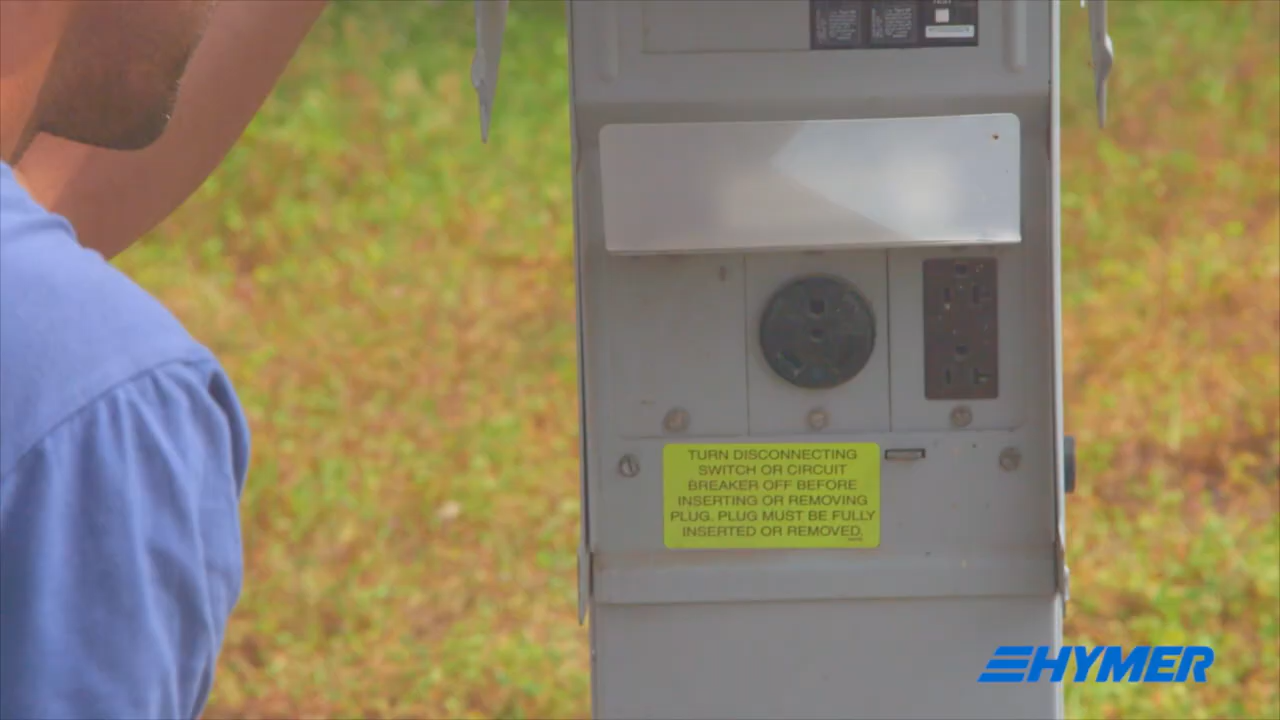 TURN DISCONNECTING
SWITCH OR CIRCUIT
BREAKER OFF BEFORE
INSERTING OR REMOVING
PLUG. PLUG MUST BE FULLY
INSERTED OR REMOVED.
HYMER